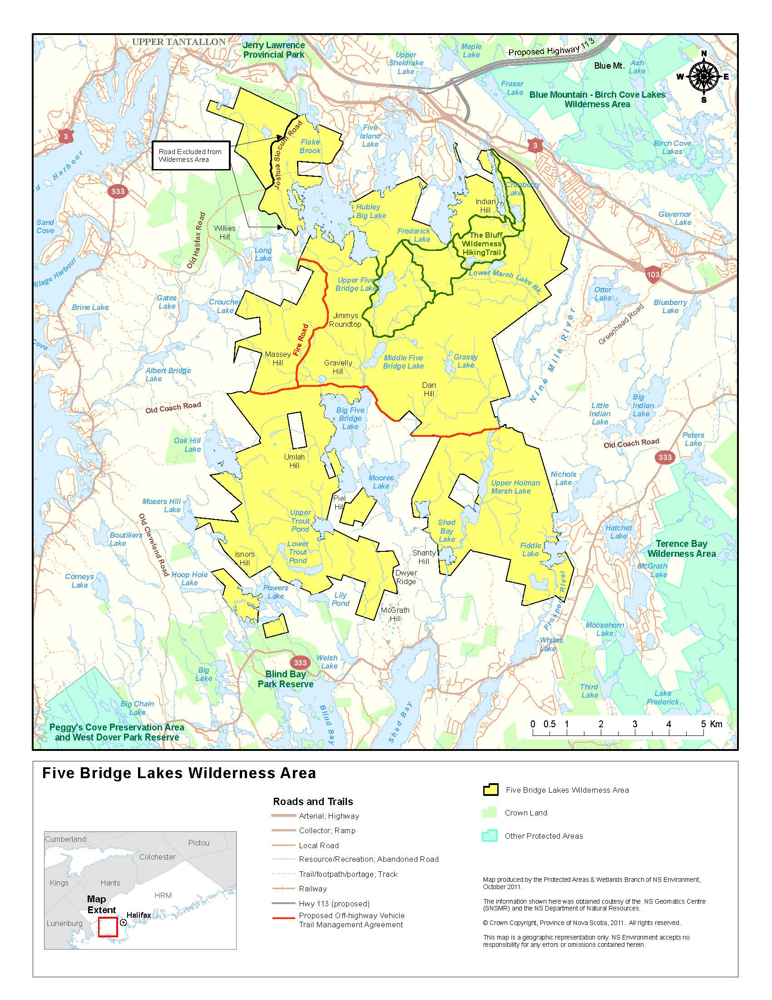 UPPER TANTALLON
Jerry Lawrence
Provincial Park
Upper
Sheldrake
Lake
Maple
Lake
Proposed Highway 113
Blue Mt.
Ash
Lake
N
W
E
S
Fraser
Lake
Blue Mountain - Birch Cove Lakes
Wilderness Area
3
Harbour
Road Excluded from
Wilderness Area
Joshua Slocum Road
Flake
Brook
Five
Island
Lake
3
Birch Cove
Lakes
333
Cranberry
Lake
Indian
Hill
Hubley
Big Lake
Governor
Lake
Sand
Cove
Old Halifax Road
Willies
Hill
Frederick
Lake
The Bluff
Wilderness
HikingTrail
Long
Lake
103
Village Harbour
Upper Five
Bridge Lake
Lower Marsh Lake Bk.
Otter
Lake
Gates
Lake
Croucher
Lake
Brine Lake
Blueberry
Lake
Jimmys
Roundtop
Fire Road
Greenhead Road
Nine Mile River
Cove
Massey
Hill
Gravelly
Hill
Middle Five
Bridge Lake
Grassy
Lake
Albert Bridge
Lake
Dan
Hill
Old Coach Road
Big Five
Bridge
Lake
Little
Indian
Lake
Big
Indian
Lake
Oak Hill
Lake
Umlah
Hill
Old Coach Road
Peters
Lake
333
Moores
Lake
Upper Holman
Marsh Lake
Nichols
Lake
Mosers Hill
Lake
Piel
Hill
Old Cleveland Road
Upper
Trout
Pond
Shad
Bay
Lake
Hatchet
Lake
Boutiliers
Lake
Lower
Trout
Pond
Isnors
Hill
Shanty
Hill
Fiddle
Lake
Terence Bay
Wilderness Area
McGrath
Lake
Corneys
Lake
Hoop Hole
Lake
Dwyer
Ridge
Powers
Lake
Lily
Pond
McGrath
Hill
Prospect River
Moosehorn
Lake
Whites
Lake
333
Welsh
Lake
Blind Bay
Park Reserve
Big
Lake
Third
Lake
Lake
Frederick
Big Chain
Lake
Blind Bay
Shad Bay
Peggy's Cove Preservation Area
and West Dover Park Reserve
0 0.5 1 2 3 4 5 Km
Five Bridge Lakes Wilderness Area
Cumberland
Pictou
Colchester
Kings
Hants
HRM
Map
Extent
Halifax
Lunenburg
Roads and Trails
Arterial; Highway
Collector; Ramp
Local Road
Resource/Recreation; Abandoned Road
Trail/footpath/portage; Track
Railway
Hwy 113 (proposed)
Proposed Off-highway Vehicle
Trail Management Agreement
Five Bridge Lakes Wilderness Area
Crown Land
Other Protected Areas
Map produced by the Protected Areas & Wetlands Branch of NS Environment,
October 2011.
The information shown here was obtained coutesy of the NS Geomatics Centre
(SNSMR) and the NS Department of Natural Resources.
© Crown Copyright, Province of Nova Scotia, 2011. All rights reserved.
This map is a geographic representation only. NS Environment accepts no
responsibility for any errors or omissions contained herein.